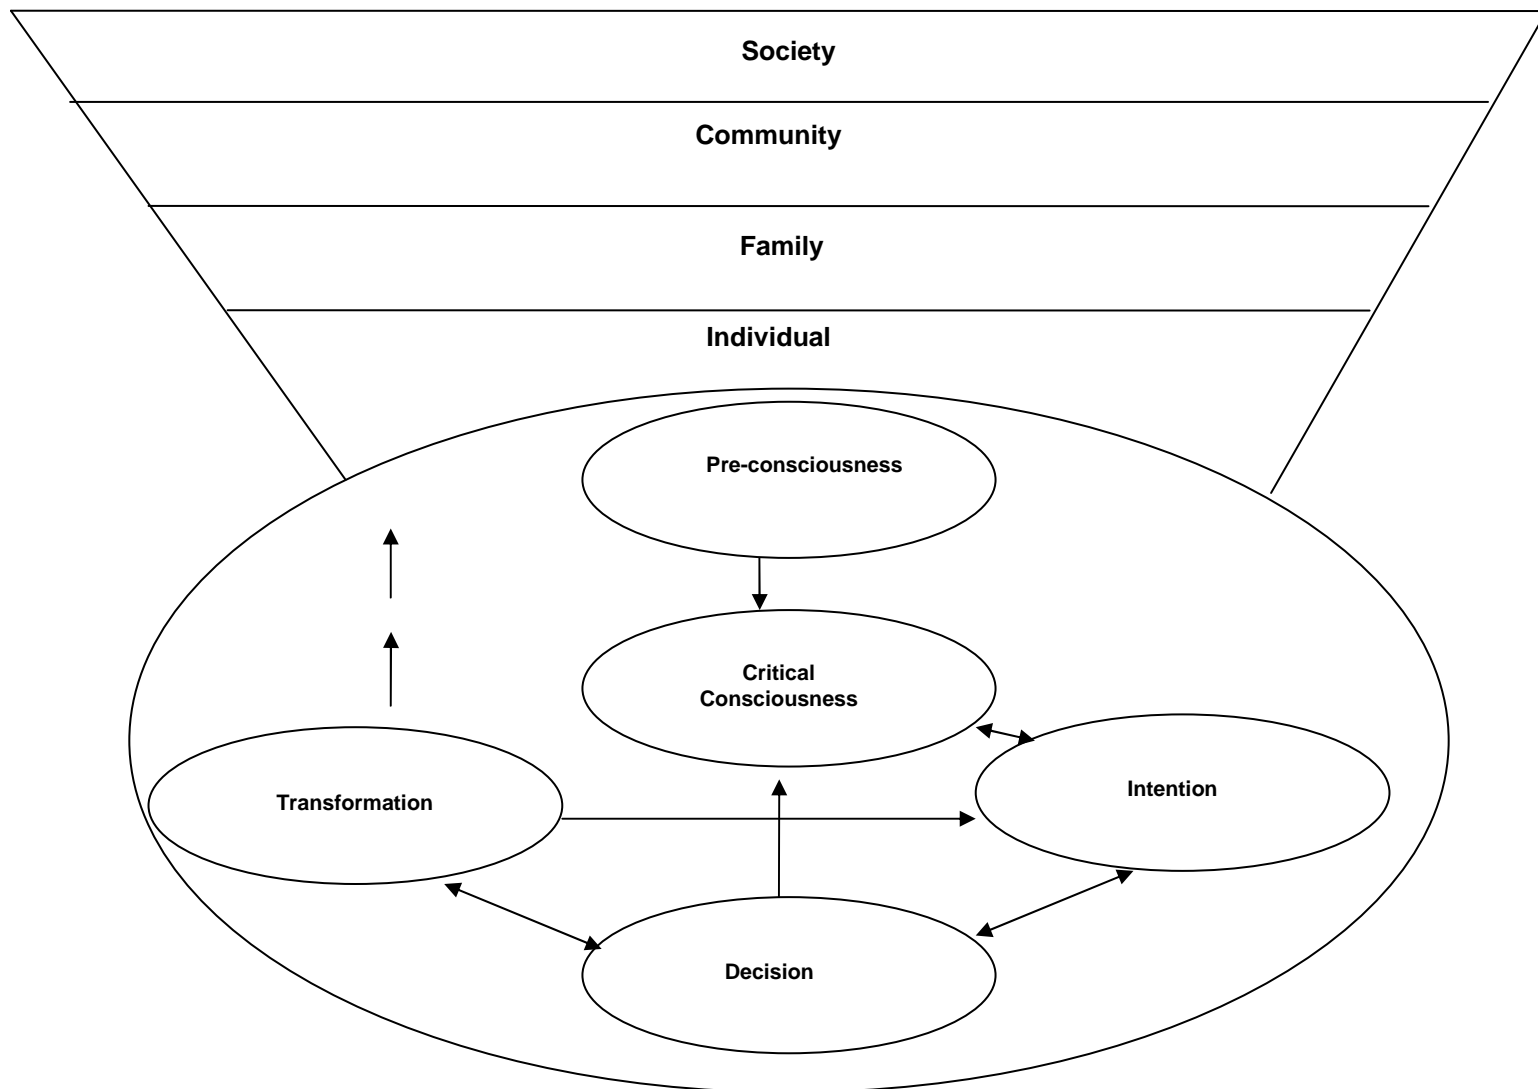 Society
Community
Family
Individual
Pre-consciousness
Critical
Consciousness
Transformation
Intention
Decision